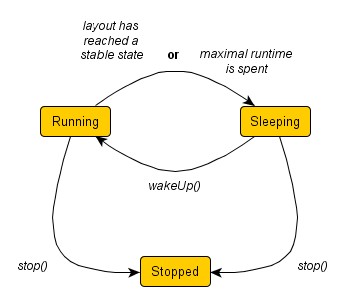 layout has
reached a
stable state
or
maximal runtime
is spent
Running
Sleeping
wakeUp()
stop()
Stopped
stop()